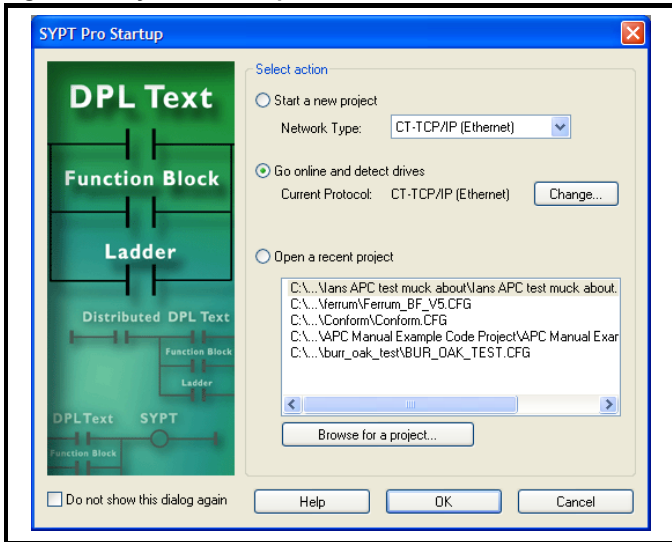 SYPT Pro Startup
DPL Text
Function Block
Ladder
Distributed DPL Text
Function Block
Ladder
DPLText SYPT
Function Block
Select action
Start a new project
Network Type: CT-TCP/IP (Ethernet)
Go online and detect drives
Current Protocol: CT-TCP/IP (Ethernet) Change...
Open a recent project
C:\...\Ians APC test muck about\Ians APC test muck about.
C:\...\ferrum\Ferrum_BF_V5.CFG
C:\...\Conform\Conform.CFG
C:\...\APC Manual Example Code Project\APC Manual Exar
C:\...\burr_oak_test\BUR_OAK_TEST.CFG
Browse for a project...
Do not show this dialog again Help OK Cancel